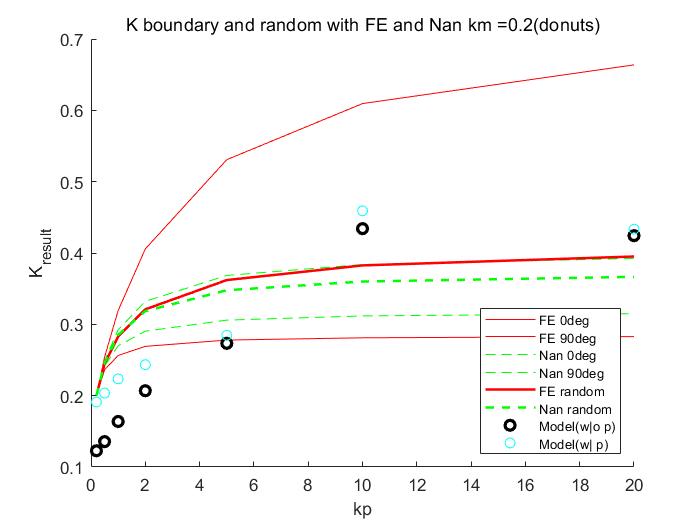 K boundary and random with FE and Nan km =0.2(donuts)
0.7
0.6
0.5
0.4
0.3
0.2
0.1
K_result
0 2 4 6 8 10 12 14 16 18 20
kp
FE 0deg
FE 90deg
Nan 0deg
Nan 90deg
FE random
Nan random
Model(w|o p)
Model(w| p)